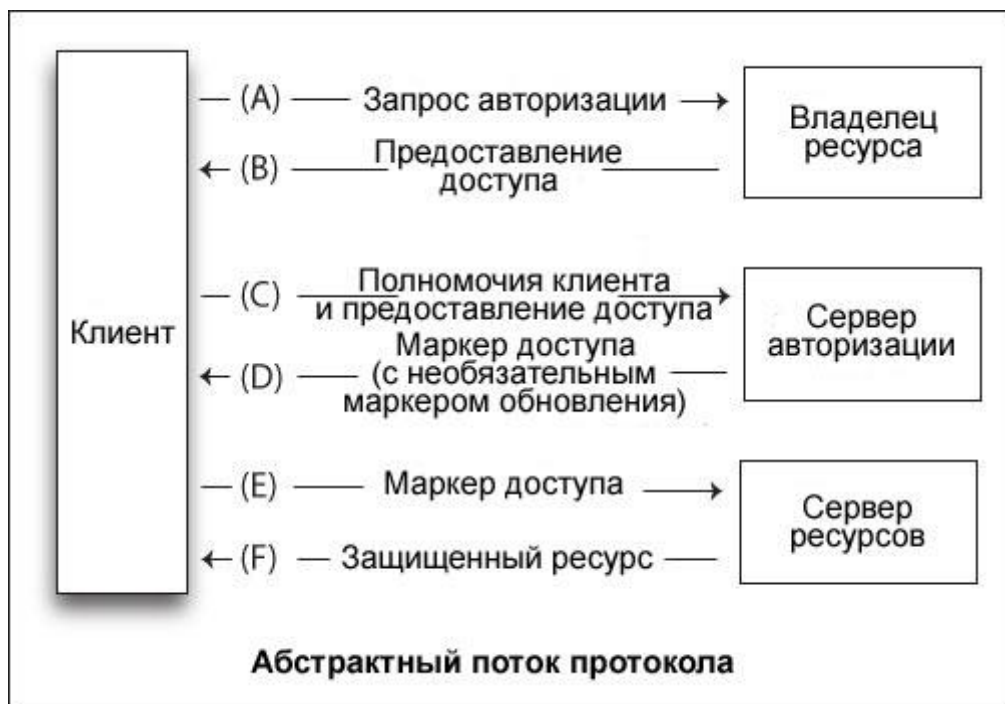 Клиент
(A) Запрос авторизации
(B) Предоставление
доступа
Владелец
ресурса
(C) Полномочия клиента
и предоставление доступа
(D) Маркер доступа
(с необязательным
маркером обновления)
Сервер
авторизации
(E) Маркер доступа
(F) Защищенный ресурс
Сервер
ресурсов
Абстрактный поток протокола